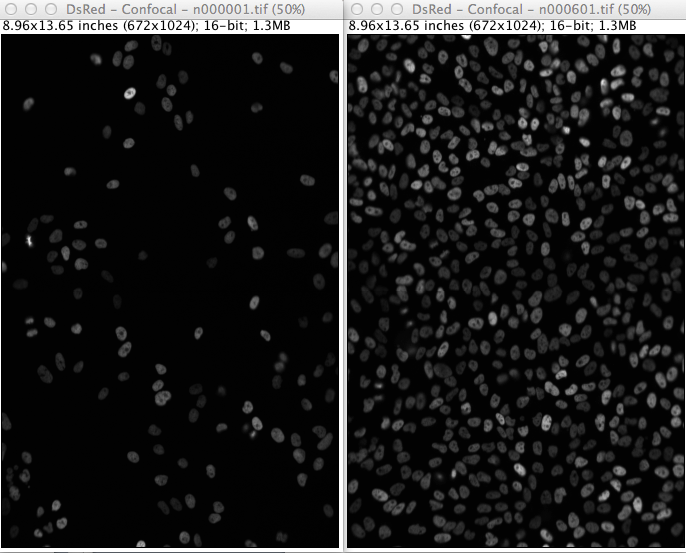 DsRed - Confocal - n000001.tif (50%)
8.96x13.65 inches (672x1024); 16-bit; 1.3MB
DsRed - Confocal - n000601.tif (50%)
8.96x13.65 inches (672x1024); 16-bit; 1.3MB